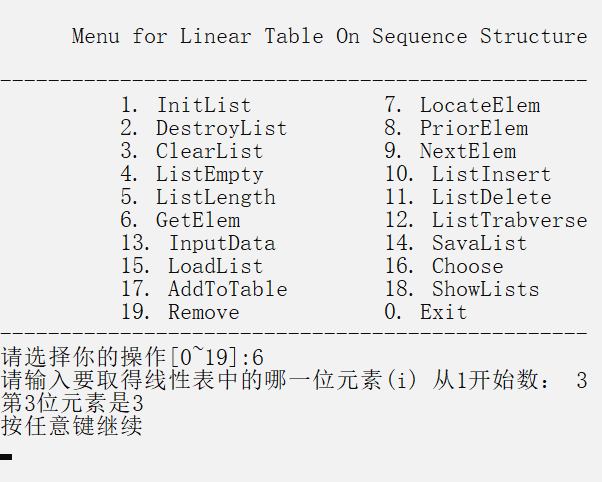 Menu for Linear Table On Sequence Structure
-------------------------------------------------
1. InitList 7. LocateElem
2. DestroyList 8. PriorElem
3. ClearList 9. NextElem
4. ListEmpty 10. ListInsert
5. ListLength 11. ListDelete
6. GetElem 12. ListTrabverse
13. InputData 14. SavaList
15. LoadList 16. Choose
17. AddToTable 18. ShowLists
19. Remove 0. Exit
-------------------------------------------------
请选择你的操作[0~19]:6
请输入要取得线性表中的哪一位元素(i) 从1开始数： 3
第3位元素是3
按任意键继续